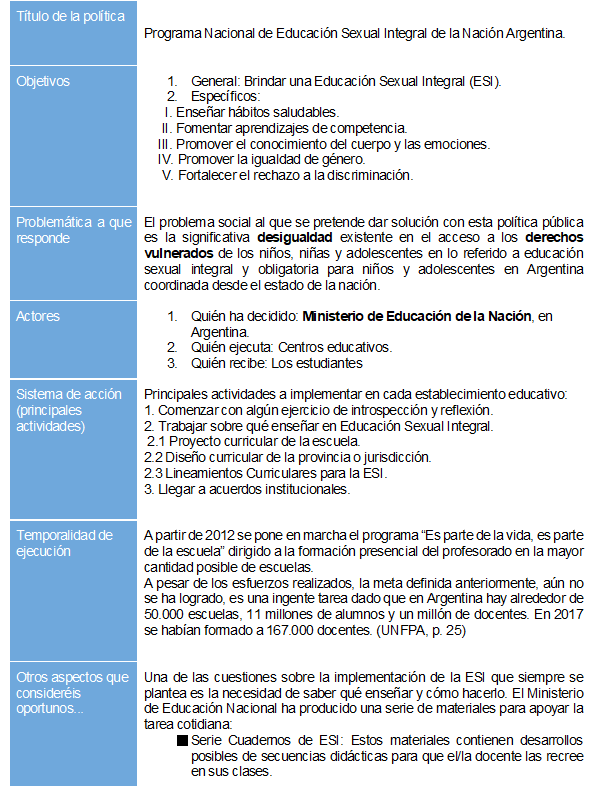 Título de la política
Programa Nacional de Educación Sexual Integral de la Nación Argentina.
Objetivos
1. General: Brindar una Educación Sexual Integral (ESI).
2. Específicos:
I. Enseñar hábitos saludables.
II. Fomentar aprendizajes de competencia.
III. Promover el conocimiento del cuerpo y las emociones.
IV. Promover la igualdad de género.
V. Fortalecer el rechazo a la discriminación.
Problemática a que
responde
El problema social al que se pretende dar solución con esta política pública
es la significativa desigualdad existente en el acceso a los derechos
vulnerados de los niños, niñas y adolescentes en lo referido a educación
sexual integral y obligatoria para niños y adolescentes en Argentina
coordinada desde el estado de la nación.
Actores
1. Quién ha decidido: Ministerio de Educación de la Nación, en
Argentina.
2. Quién ejecuta: Centros educativos.
3. Quién recibe: Los estudiantes
Sistema de acción
(principales
actividades)
Principales actividades a implementar en cada establecimiento educativo:
1. Comenzar con algún ejercicio de introspección y reflexión.
2. Trabajar sobre qué enseñar en Educación Sexual Integral.
2.1 Proyecto curricular de la escuela.
2.2 Diseño curricular de la provincia o jurisdicción.
2.3 Lineamientos Curriculares para la ESI.
3. Llegar a acuerdos institucionales.
Temporalidad de
ejecución
A partir de 2012 se pone en marcha el programa “Es parte de la vida, es parte
de la escuela” dirigido a la formación presencial del profesorado en la mayor
cantidad posible de escuelas.
A pesar de los esfuerzos realizados, la meta definida anteriormente, aún no
se ha logrado, es una ingente tarea dado que en Argentina hay alrededor de
50.000 escuelas, 11 millones de alumnos y un millón de docentes. En 2017
se habían formado a 167.000 docentes. (UNFPA, p. 25)
Otros aspectos que
consideréis
oportunos...
Una de las cuestiones sobre la implementación de la ESI que siempre se
plantea es la necesidad de saber qué enseñar y cómo hacerlo. El Ministerio
de Educación Nacional ha producido una serie de materiales para apoyar la
tarea cotidiana:
■ Serie Cuadernos de ESI: Estos materiales contienen desarrollos
posibles de secuencias didácticas para que el/la docente las recree
en sus clases.